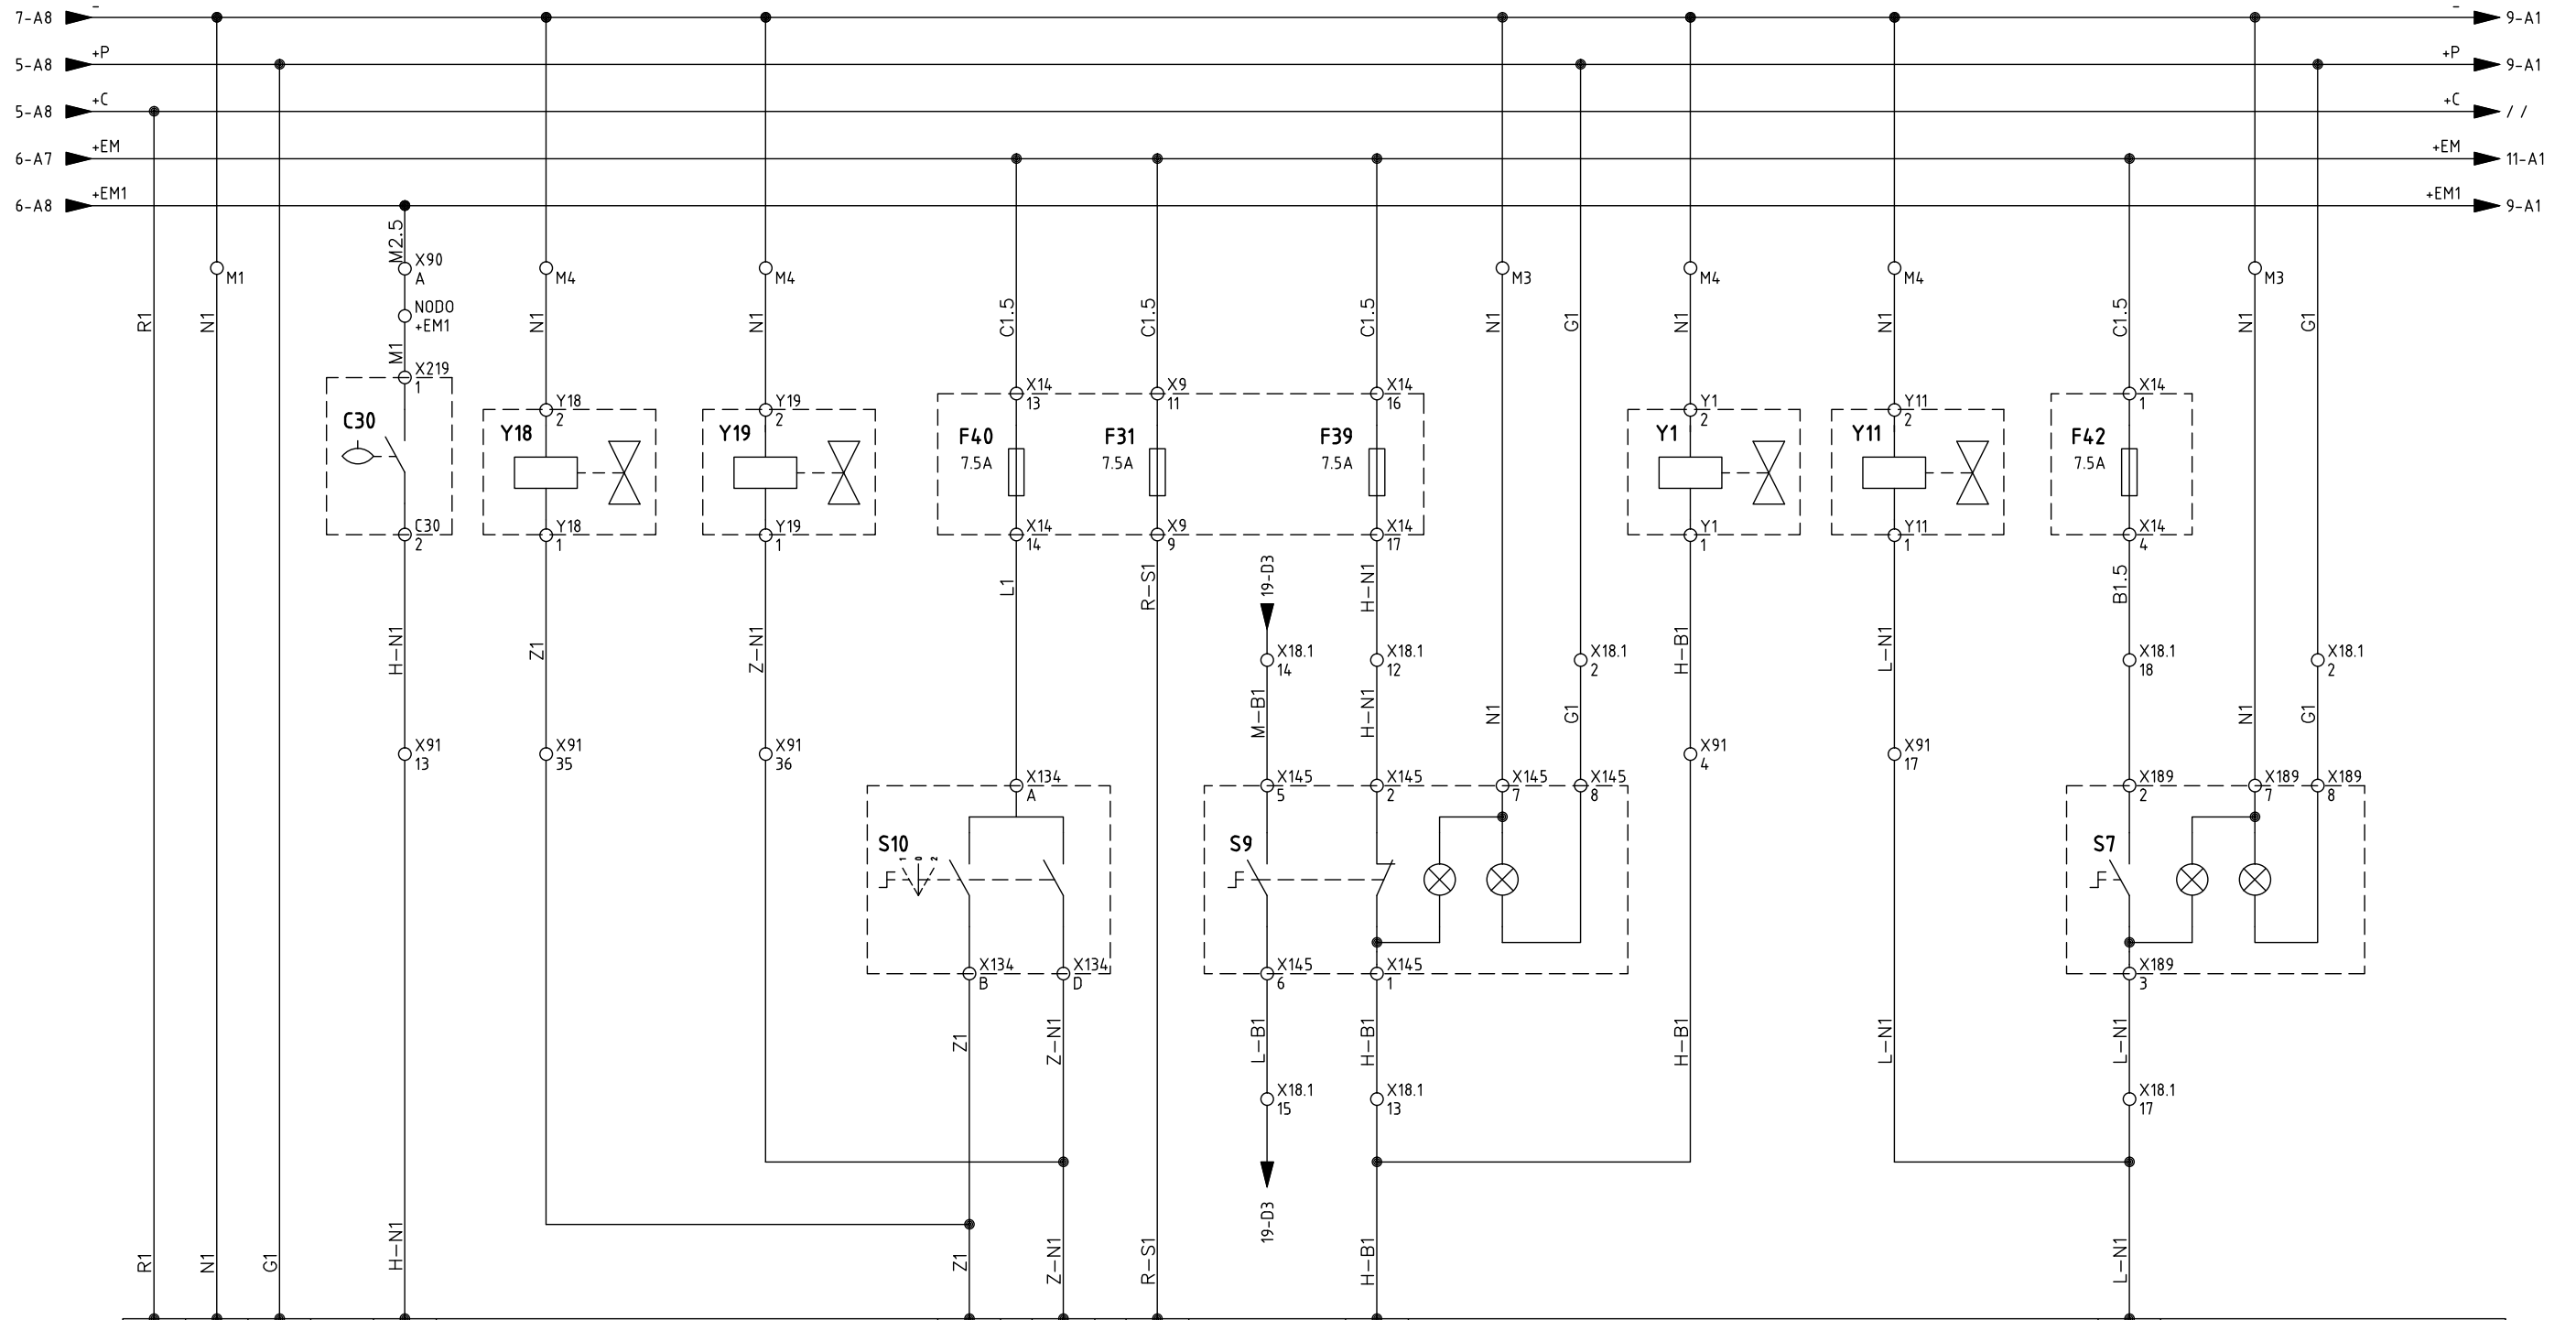 7-A8 - - 9-A1
5-A8 +P +P 9-A1
5-A8 +C +C //
6-A7 +EM +EM 11-A1
6-A8 +EM1 +EM1 9-A1
M2.5
X90
A
M1 M4 M4 M3 M4 M4 M3
NODO
+EM1
R1 N1 N1 N1 C1.5 C1.5 C1.5 N1 G1 N1 N1 C1.5 N1 G1
M1
X219
1
X14 X9 X14 X14
13 11 16 1
Y18 Y19 Y1 Y11
2 2 2 2
C30 Y18 Y19 F40 F31 F39 Y1 Y11 F42
7.5A 7.5A 7.5A 7.5A
C30 Y18 Y19 X14 X9 X14 Y1 Y11 X14
2 1 1 14 9 17 1 1 4
L1 R-S1 19-D3 H-N1 B1.5
H-N1 Z1 Z-N1 H-B1 L-N1
X18.1 X18.1 X18.1 X18.1 X18.1
14 12 2 18 2
M-B1 H-N1 N1 G1 N1 G1
X91 X91 X91 X91 X91
13 35 36 4 17
X134 X145 X145 X145 X145 X189 X189 X189
A 5 2 7 8 2 7 8
S10 S9 S7
1 0 2
X134 X134 X145 X145 X189
B D 6 1 3
Z1 Z-N1 L-B1 H-B1 H-B1 L-N1 L-N1
X18.1 X18.1 X18.1
15 13 17
19-D3
R1 N1 G1 H-N1 Z1 Z-N1 R-S1 H-B1 L-N1